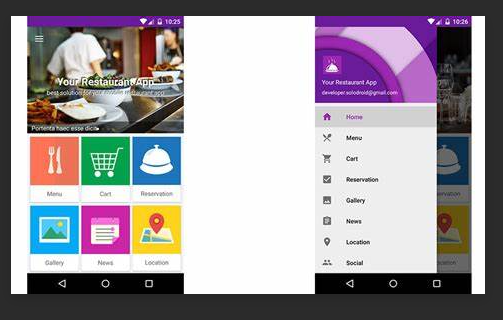 10:25
Your Restaurant App
best solution for your mobile restaurant app
Portenta haec esse dicit
Menu
Cart
Reservation
Gallery
News
Location
10:26
Your Restaurant App
developer.solodroid@gmail.com
Home
Menu
Cart
Reservation
Gallery
News
Location
Social